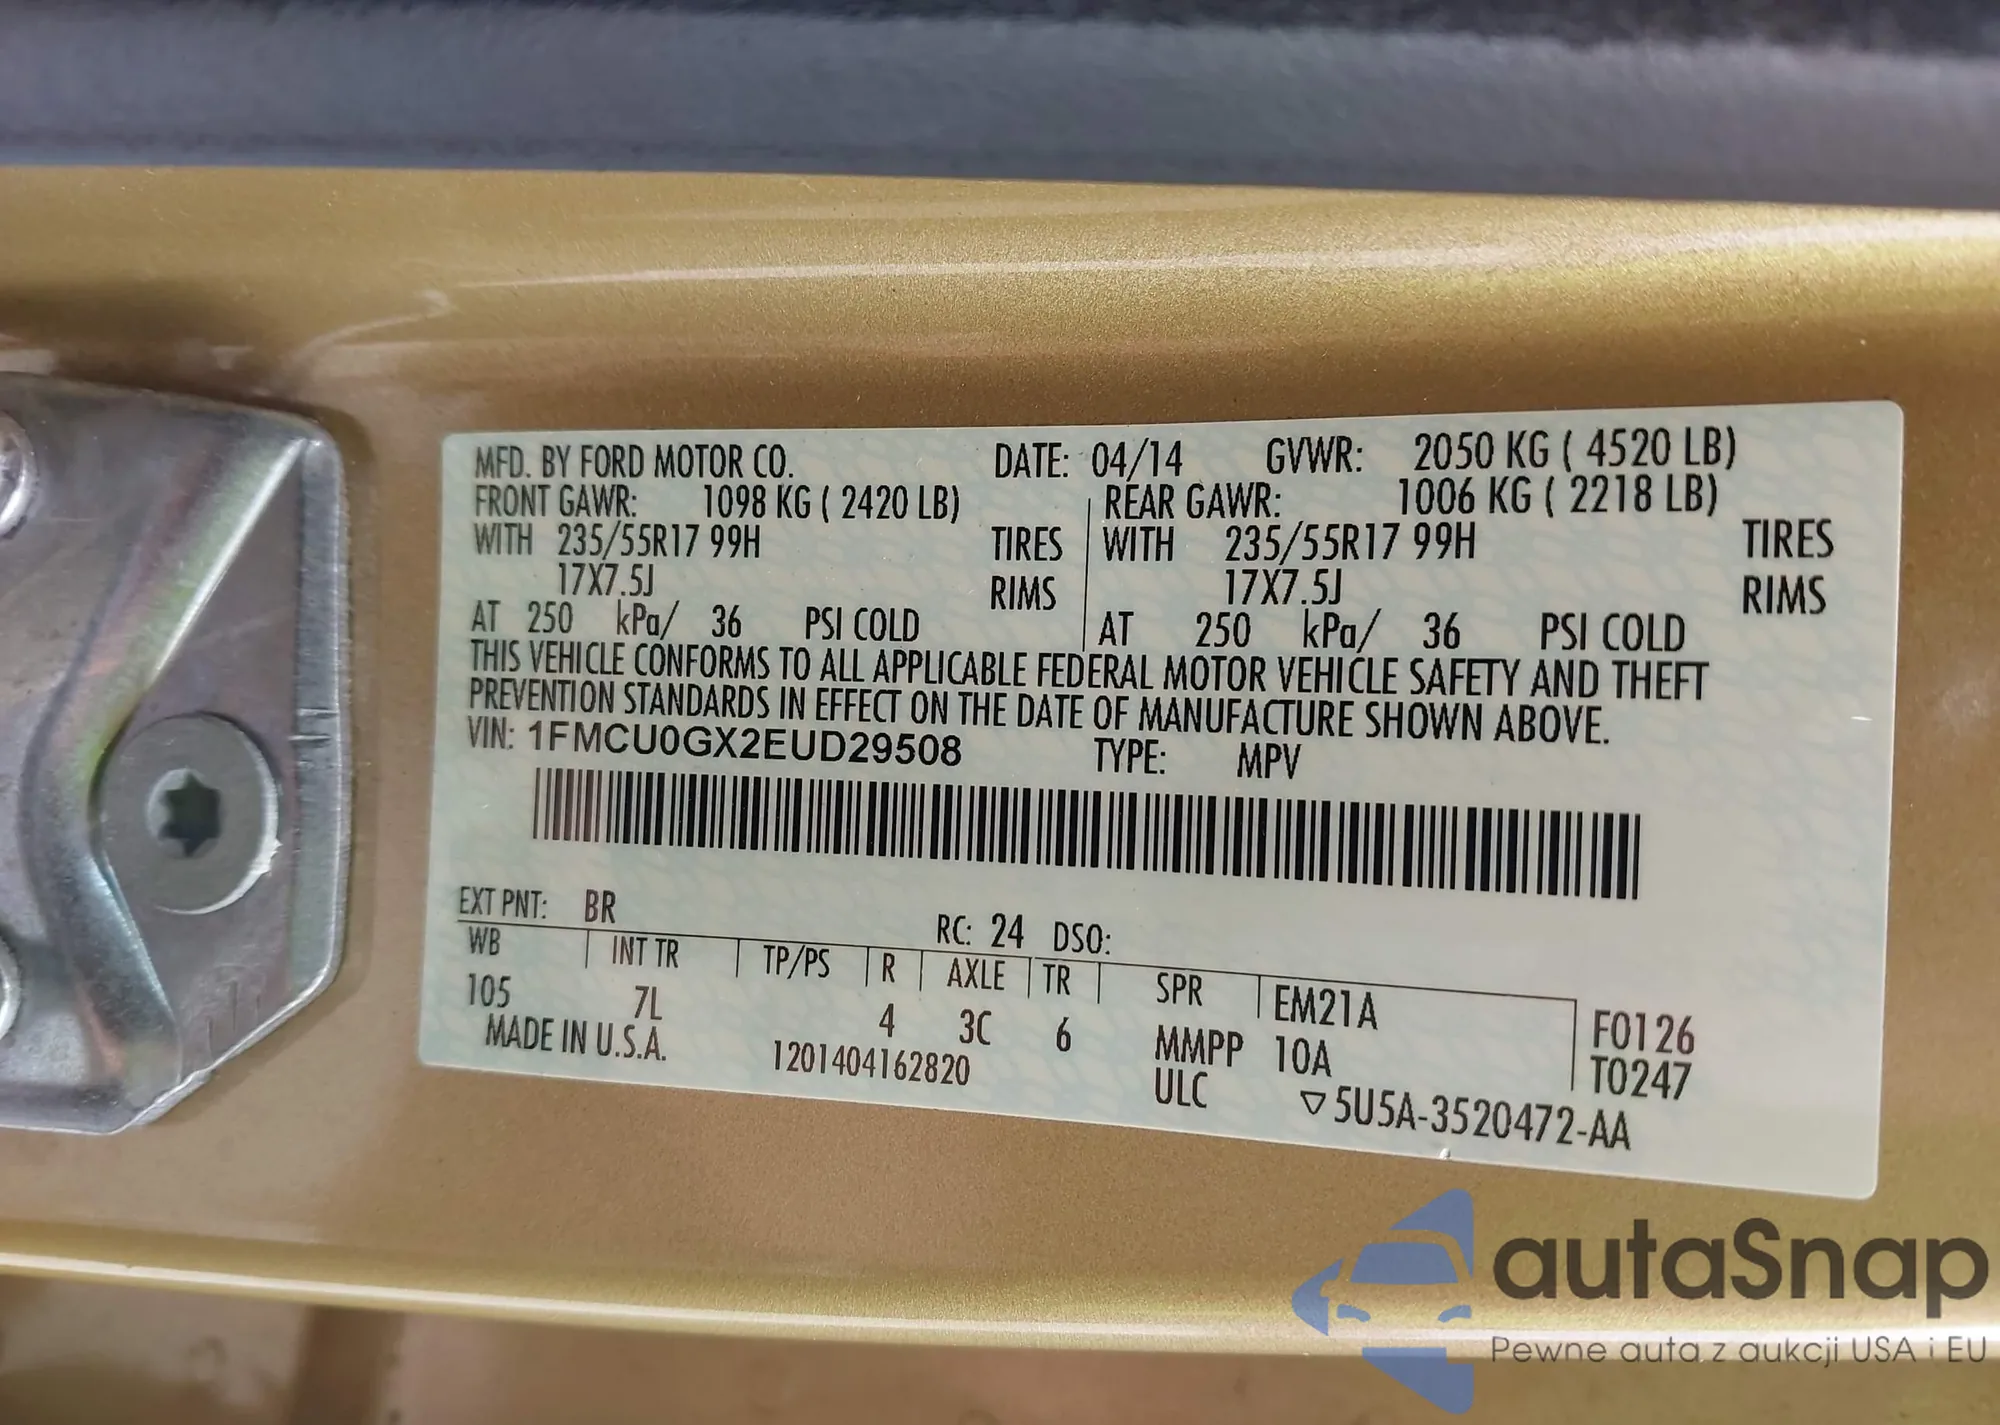 MFD. BY FORD MOTOR CO. DATE: 04/14 GVWR: 2050 KG ( 4520 LB)
FRONT GAWR: 1098 KG ( 2420 LB) REAR GAWR: 1006 KG ( 2218 LB)
WITH 235/55R17 99H TIRES WITH 235/55R17 99H TIRES
17X7.5J RIMS 17X7.5J RIMS
AT 250 kPa/ 36 PSI COLD AT 250 kPa/ 36 PSI COLD
THIS VEHICLE CONFORMS TO ALL APPLICABLE FEDERAL MOTOR VEHICLE SAFETY AND THEFT
PREVENTION STANDARDS IN EFFECT ON THE DATE OF MANUFACTURE SHOWN ABOVE.
VIN: 1FMCU0GX2EUD29508 TYPE: MPV
EXT PNT: BR RC: 24 DSO:
WB INT TR TP/PS R AXLE TR SPR EM21A F0126
105 7L 4 3C 6 MMPP 10A T0247
MADE IN U.S.A. 1201404162820 ULC ▽5U5A-3520472-AA
autaSnap
Pewne auta z aukcji USA i EU